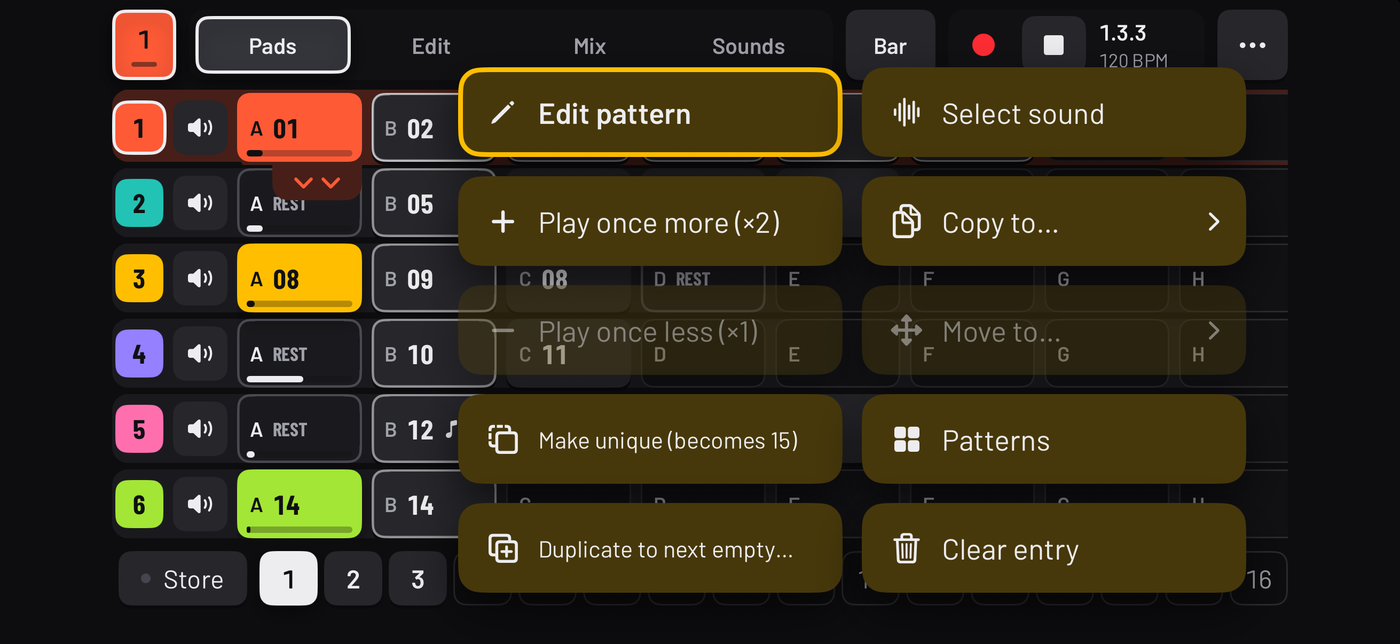 1 Pads Edit Mix Sounds Bar 1.3.3
120 BPM
Edit pattern Select sound
1 A 01 B 02
2 A REST B 05
Play once more (×2) Copy to...
3 A 08 B 09 C 08 D REST E F G H
Play once less (×1) Move to...
4 A REST B 10 C 11 D E F G H
5 A REST B 12
Make unique (becomes 15) Patterns
6 A 14 B 14
Duplicate to next empty... Clear entry
Store 1 2 3 16